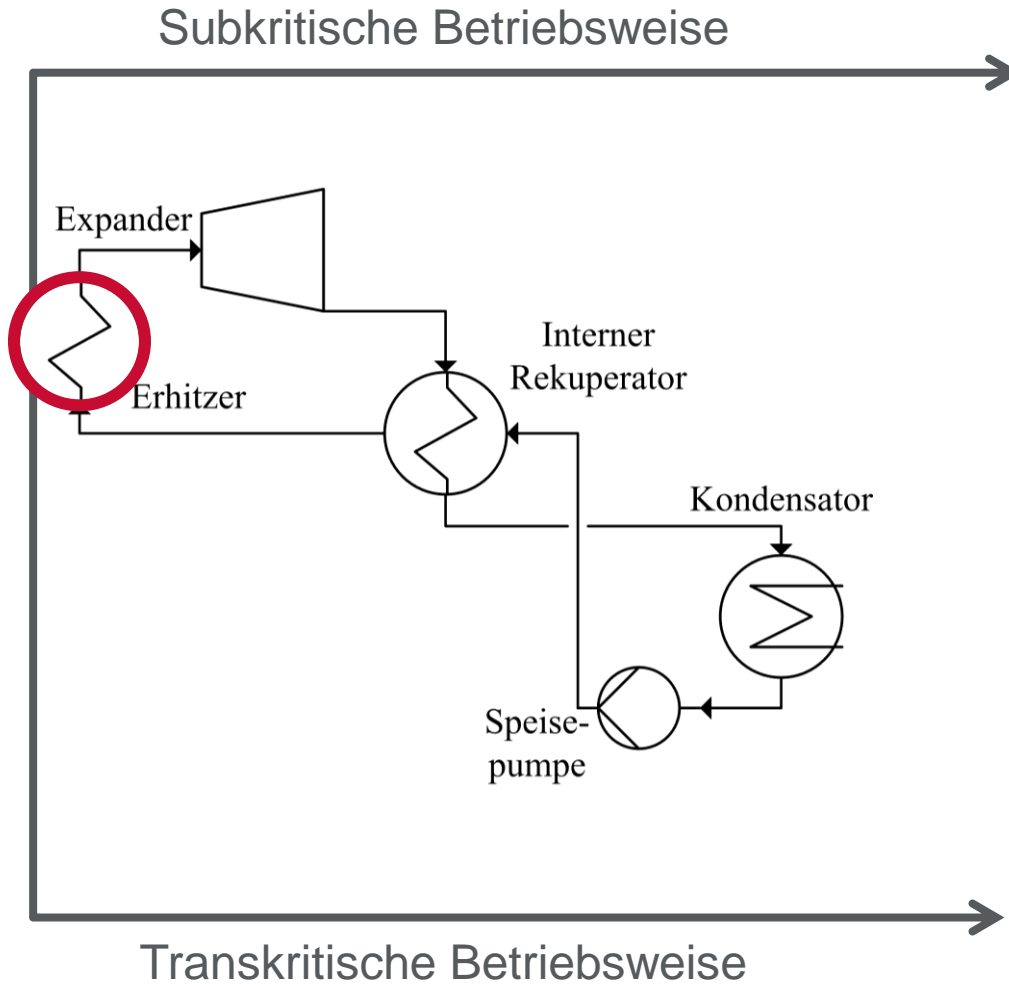 Subkritische Betriebsweise
Expander
Erhitzer
Interner
Rekuperator
Kondensator
Speise-
pumpe
Transkritische Betriebsweise